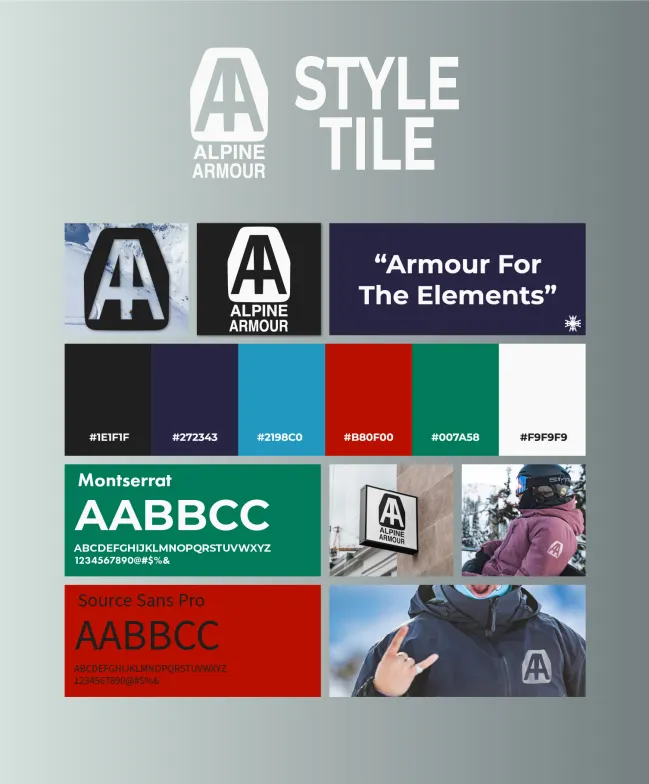 ALPINE
ARMOUR
STYLE
TILE
ALPINE
ARMOUR
“Armour For
The Elements”
#1E1F1F
#272343
#2198C0
#B80F00
#007A58
#F9F9F9
Montserrat
AABBCC
ABCDEFGHIJKLMNOPQRSTUVWXYZ
1234567890@#$%&
ALPINE
ARMOUR
Source Sans Pro
AABBCC
ABCDEFGHIJKLMNOPQRSTUVWXYZ
1234567890@#$%&